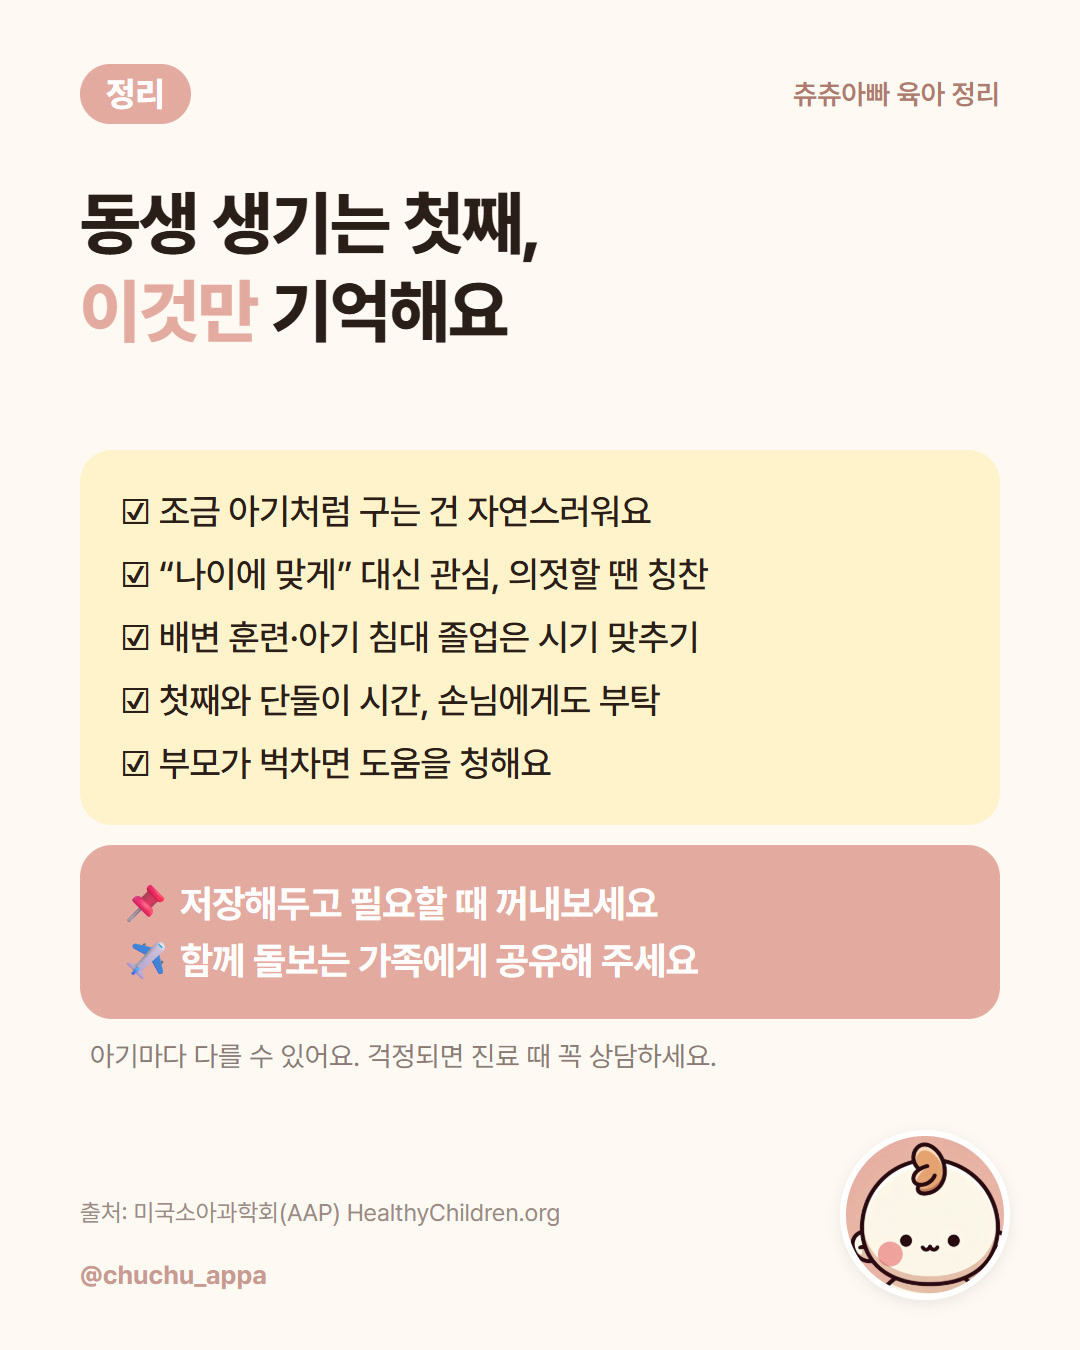 정리
츄츄아빠 육아 정리
동생 생기는 첫째,
이것만 기억해요
☑ 조금 아기처럼 구는 건 자연스러워요
☑ “나이에 맞게” 대신 관심, 의젓할 땐 칭찬
☑ 배변 훈련·아기 침대 졸업은 시기 맞추기
☑ 첫째와 단둘이 시간, 손님에게도 부탁
☑ 부모가 벅차면 도움을 청해요
📌 저장해두고 필요할 때 꺼내보세요
✈️ 함께 돌보는 가족에게 공유해 주세요
아기마다 다를 수 있어요. 걱정되면 진료 때 꼭 상담하세요.
출처: 미국소아과학회(AAP) HealthyChildren.org
@chuchu_appa